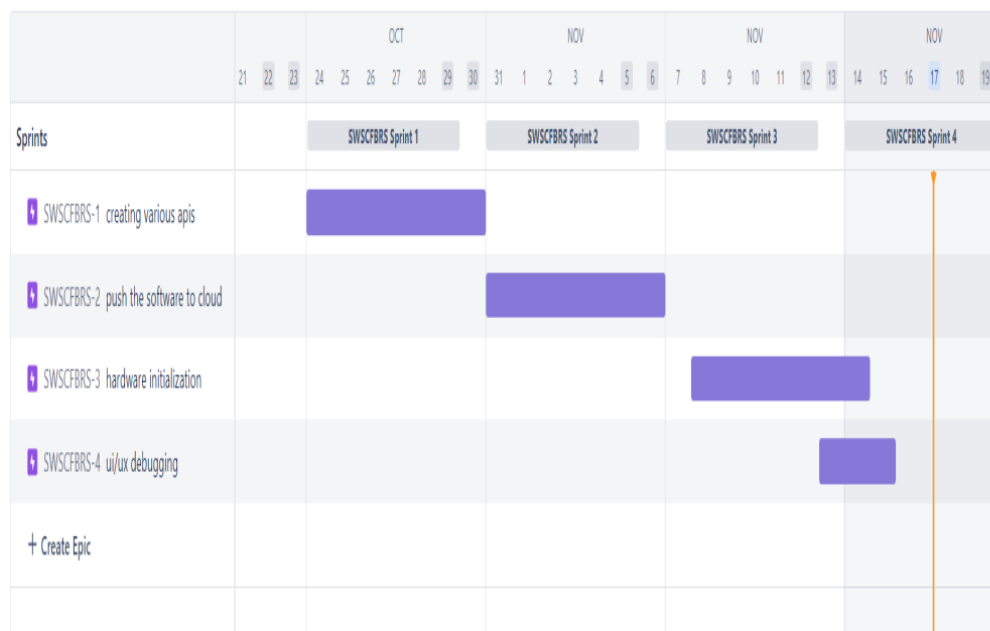 OCT NOV NOV NOV
21 22 23 24 25 26 27 28 29 30 31 1 2 3 4 5 6 7 8 9 10 11 12 13 14 15 16 17 18 19
Sprints SWSCFBRS Sprint 1 SWSCFBRS Sprint 2 SWSCFBRS Sprint 3 SWSCFBRS Sprint 4
SWSCFBRS-1 creating various apis
SWSCFBRS-2 push the software to cloud
SWSCFBRS-3 hardware initialization
SWSCFBRS-4 ui/ux debugging
+ Create Epic